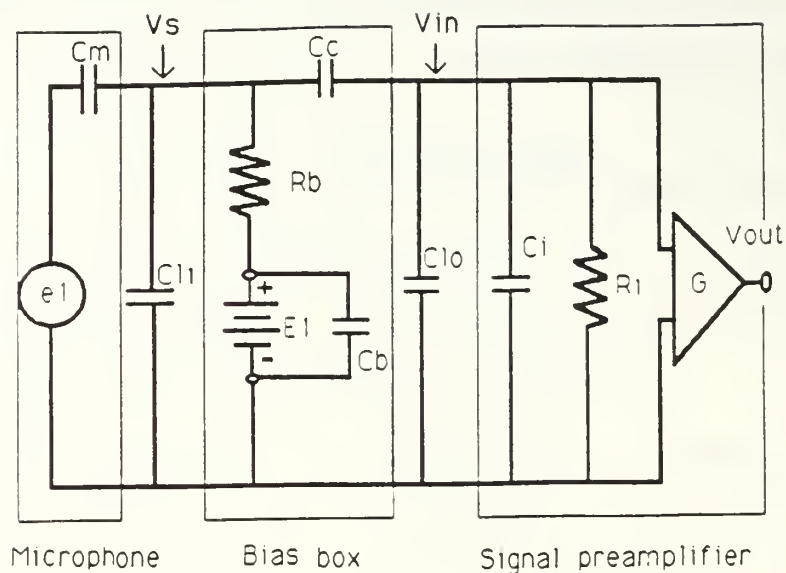 Vs
Vin
Cm
Cc
Rb
Cl1
Clo
Ci
Vout
e1
+
E1
-
Cb
R1
G
Microphone
Bias box
Signal preamplifier